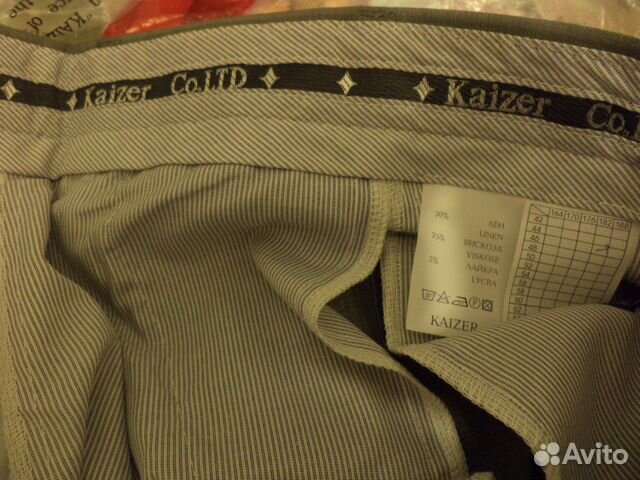 Kaizer Co.LTD
Kaizer Co.
20% ЛЕН
LINEN
75% ВИСКОЗА
VISKOSE
5% ЛАЙКРА
LYCRA
KAIZER
164 170 176 182 188
42
44
46
48
50
52
54
56
58
60
62
Avito